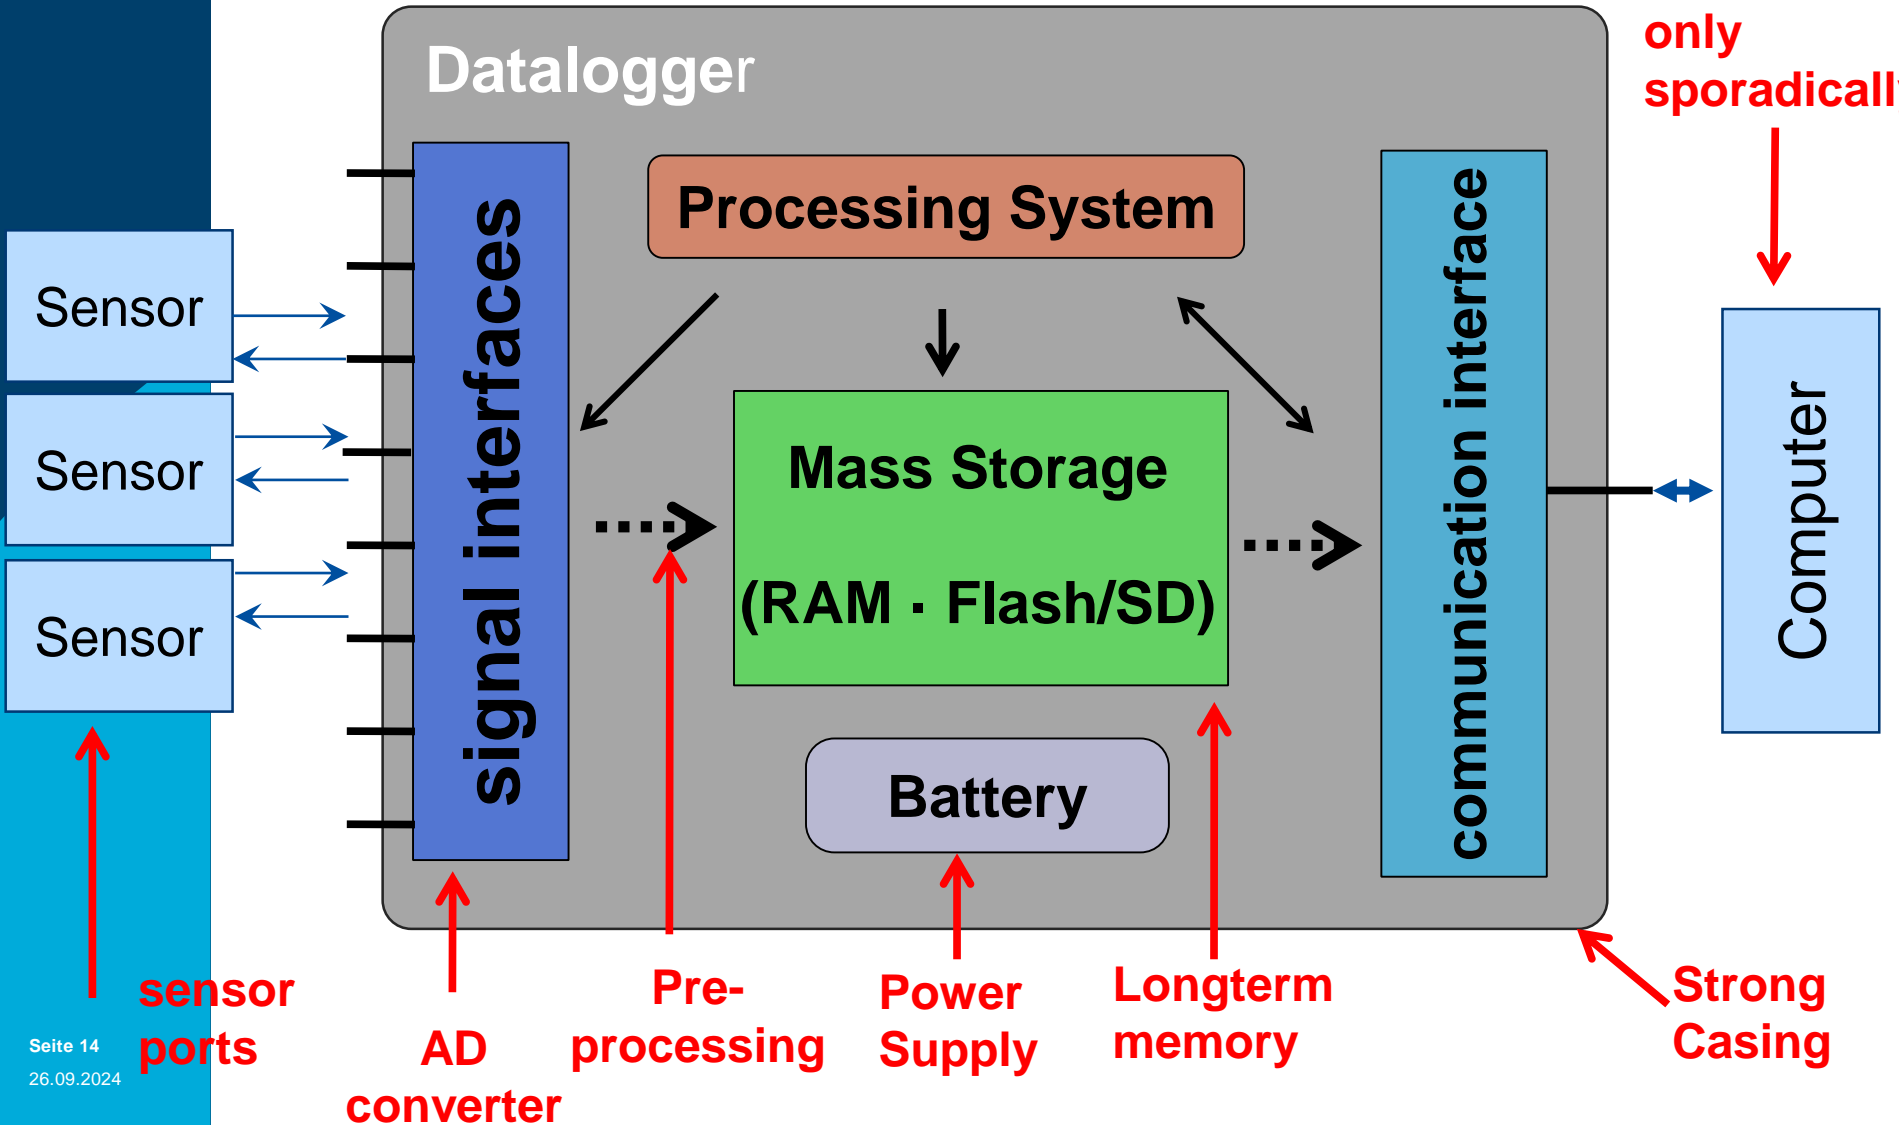 only
sporadically
Datalogger
Processing System
signal interfaces
communication interface
Sensor
Sensor
Sensor
Mass Storage
(RAM · Flash/SD)
Computer
Battery
sensor
ports
AD
converter
Pre-
processing
Power
Supply
Longterm
memory
Strong
Casing
Seite 14
26.09.2024